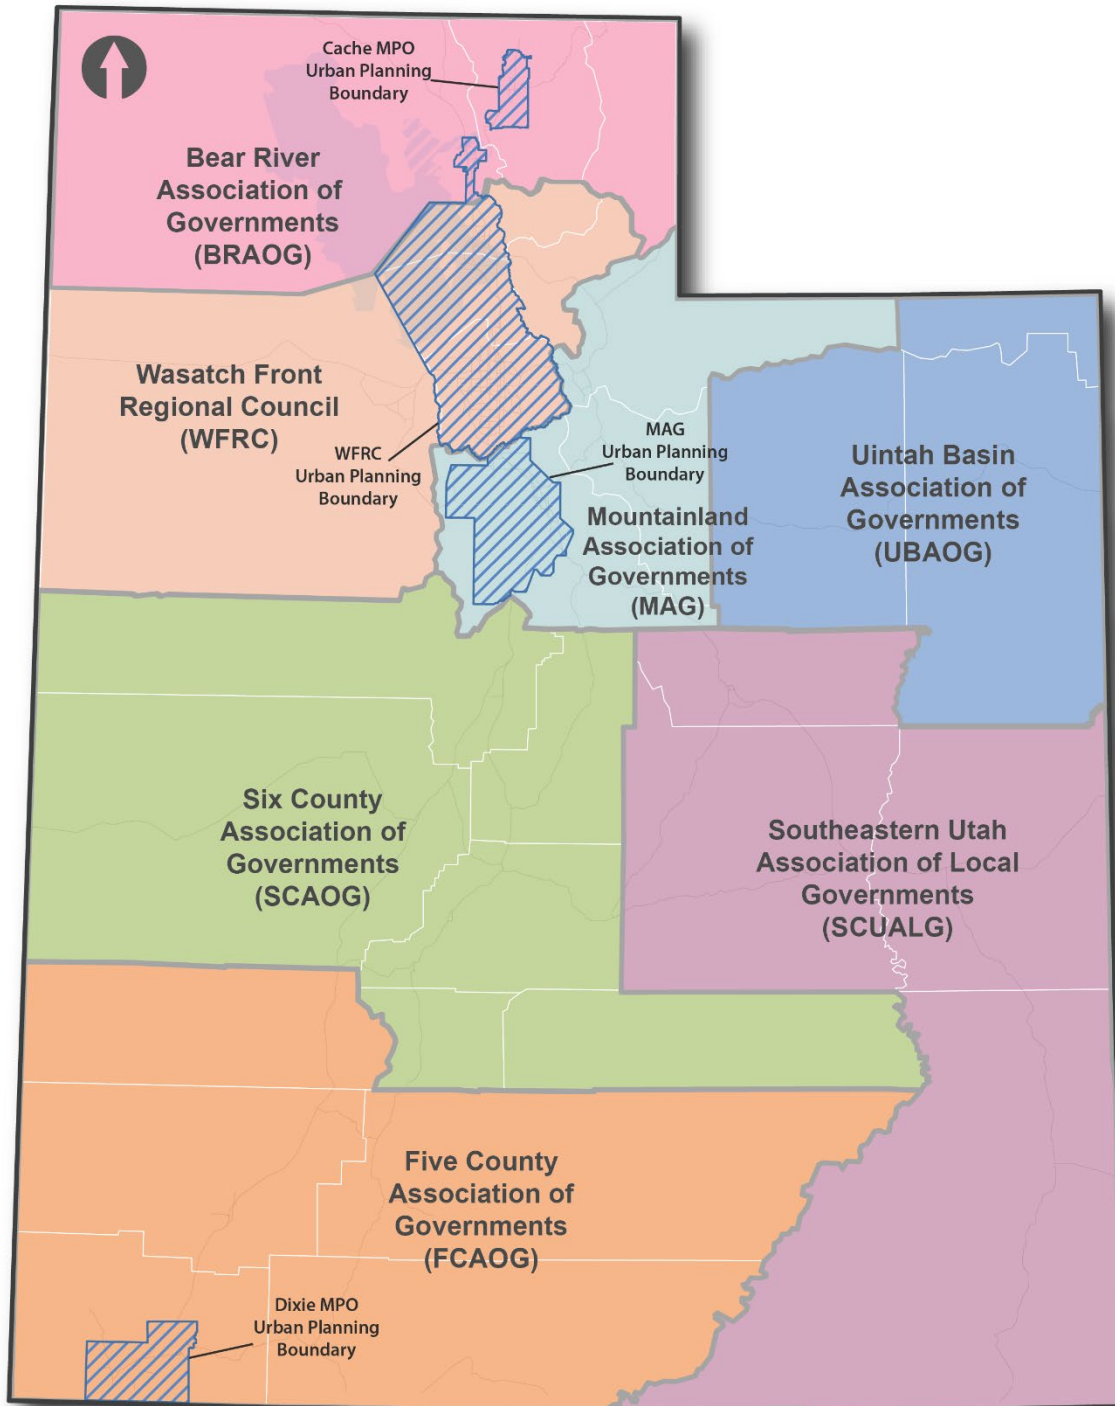 Cache MPO
Urban Planning
Boundary
Bear River
Association of
Governments
(BRAOG)
Wasatch Front
Regional Council
(WFRC)
WFRC
Urban Planning
Boundary
MAG
Urban Planning
Boundary
Mountainland
Association of
Governments
(MAG)
Uintah Basin
Association of
Governments
(UBAOG)
Six County
Association of
Governments
(SCAOG)
Southeastern Utah
Association of Local
Governments
(SCUALG)
Five County
Association of
Governments
(FCAOG)
Dixie MPO
Urban Planning
Boundary